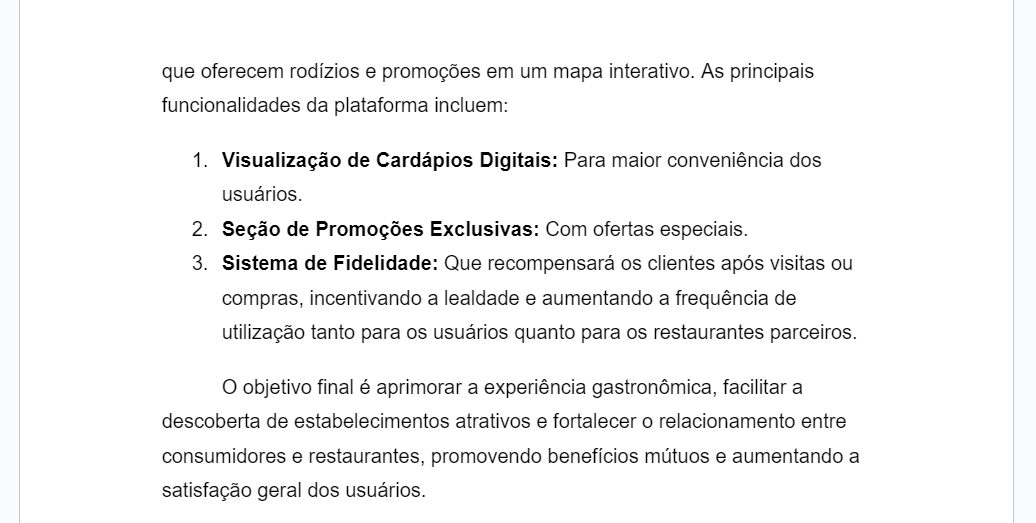 que oferecem rodízios e promoções em um mapa interativo. As principais
funcionalidades da plataforma incluem:
1. Visualização de Cardápios Digitais: Para maior conveniência dos
usuários.
2. Seção de Promoções Exclusivas: Com ofertas especiais.
3. Sistema de Fidelidade: Que recompensará os clientes após visitas ou
compras, incentivando a lealdade e aumentando a frequência de
utilização tanto para os usuários quanto para os restaurantes parceiros.
O objetivo final é aprimorar a experiência gastronômica, facilitar a
descoberta de estabelecimentos atrativos e fortalecer o relacionamento entre
consumidores e restaurantes, promovendo benefícios mútuos e aumentando a
satisfação geral dos usuários.